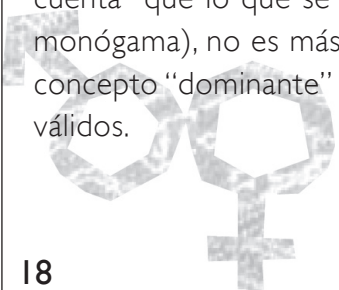 cuenta" que lo que se
monógama), no es más
concepto "dominante"
válidos.
18